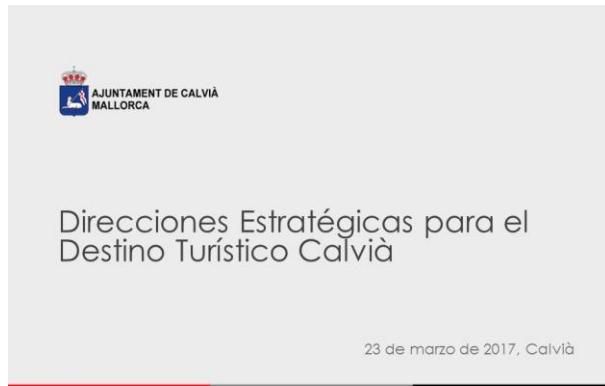 AJUNTAMENT DE CALVIÀ
MALLORCA
Direcciones Estratégicas para el
Destino Turístico Calvià
23 de marzo de 2017, Calvià